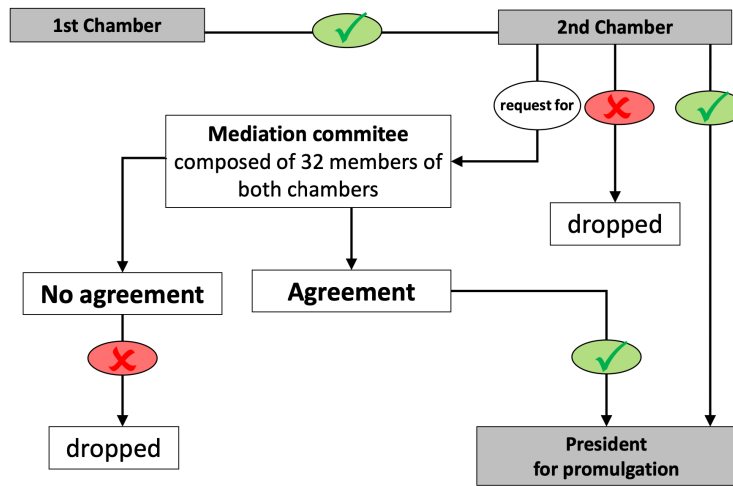 1st Chamber
2nd Chamber
request for
Mediation commitee
composed of 32 members of
both chambers
dropped
No agreement
Agreement
dropped
President
for promulgation